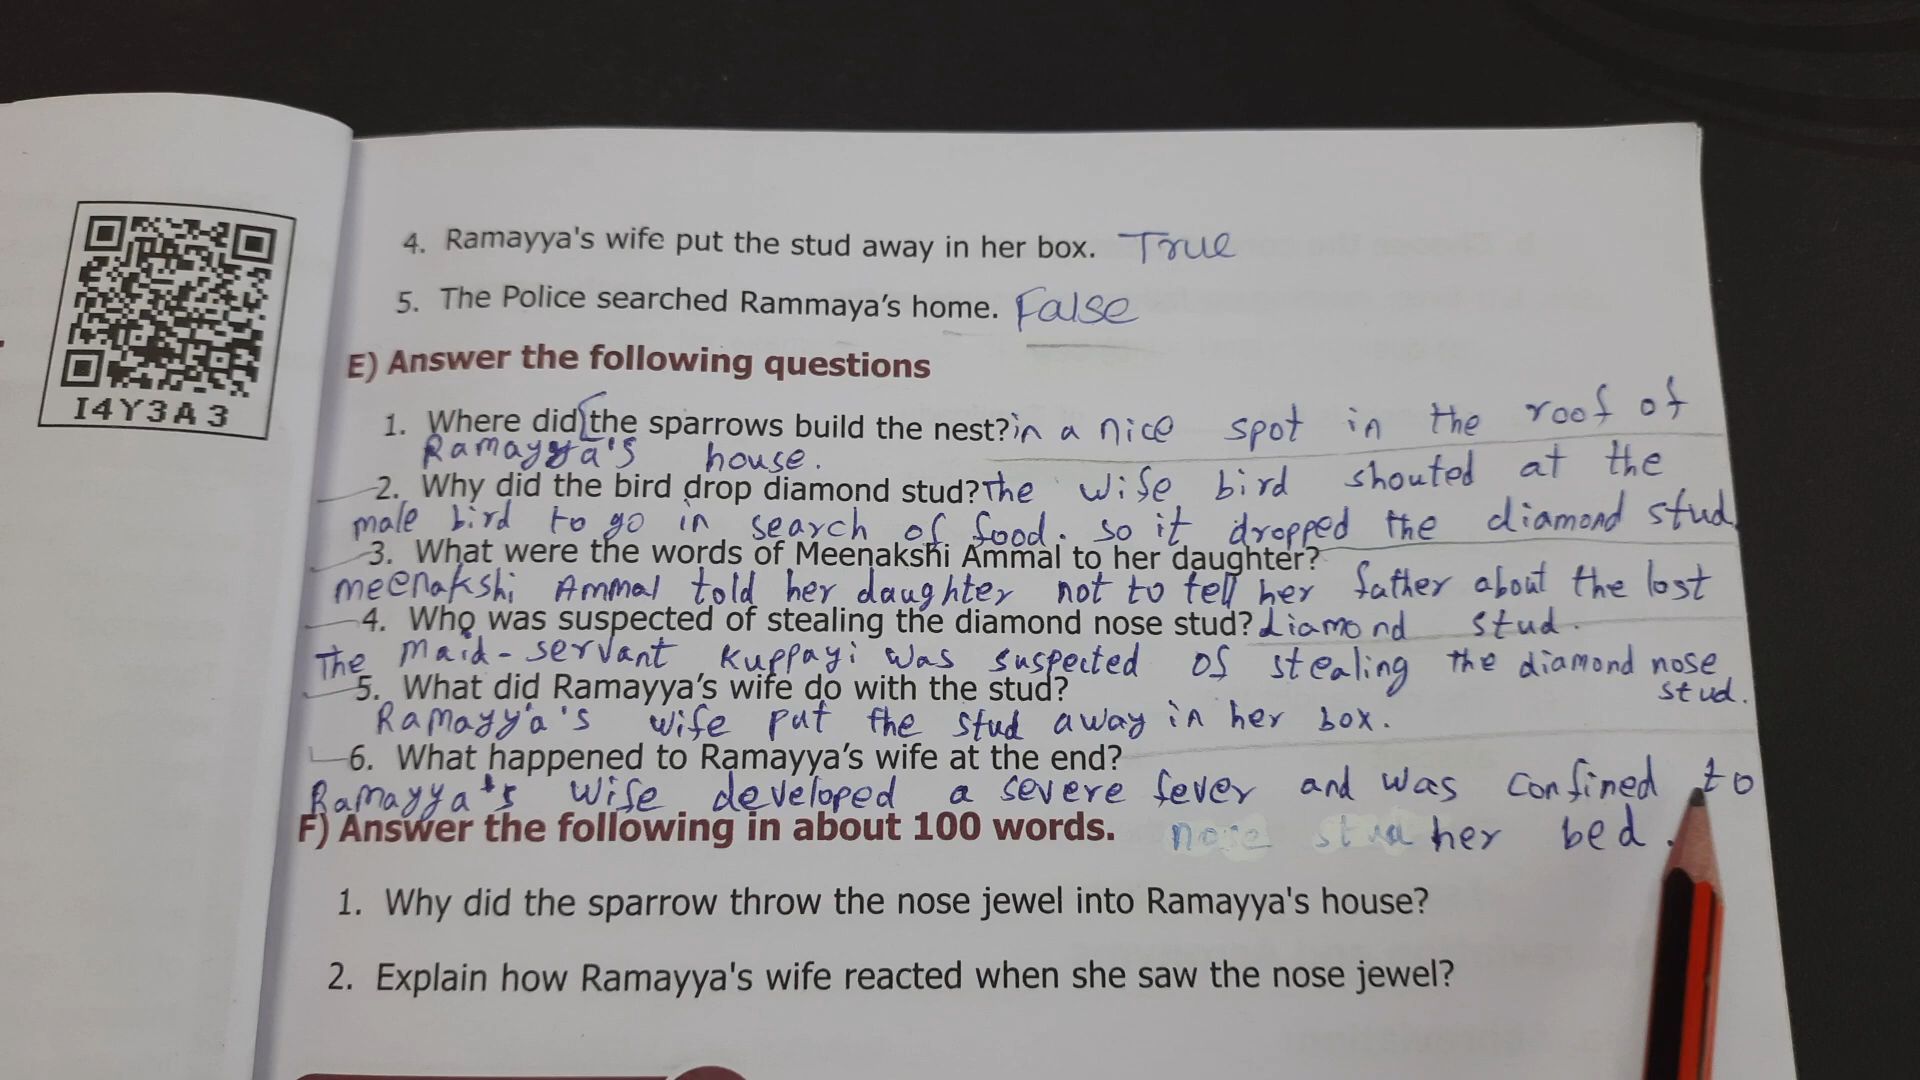 I4Y3A3
4. Ramayya's wife put the stud away in her box. True
5. The Police searched Rammaya's home. False
E) Answer the following questions
1. Where did the sparrows build the nest? in a nice spot in the roof of
Ramayya's house.
2. Why did the bird drop diamond stud? The wife bird shouted at the
male bird to go in search of food. so it dropped the diamond stud
3. What were the words of Meenakshi Ammal to her daughter?
meenakshi Ammal told her daughter not to tell her father about the lost
4. Who was suspected of stealing the diamond nose stud? diamond stud.
The maid-servant Kuppayi was suspected of stealing the diamond nose
stud.
5. What did Ramayya's wife do with the stud?
Ramayya's wife put the stud away in her box.
6. What happened to Ramayya's wife at the end?
Ramayya's wife developed a severe fever and was confined to
F) Answer the following in about 100 words. nose stud her bed.
1. Why did the sparrow throw the nose jewel into Ramayya's house?
2. Explain how Ramayya's wife reacted when she saw the nose jewel?